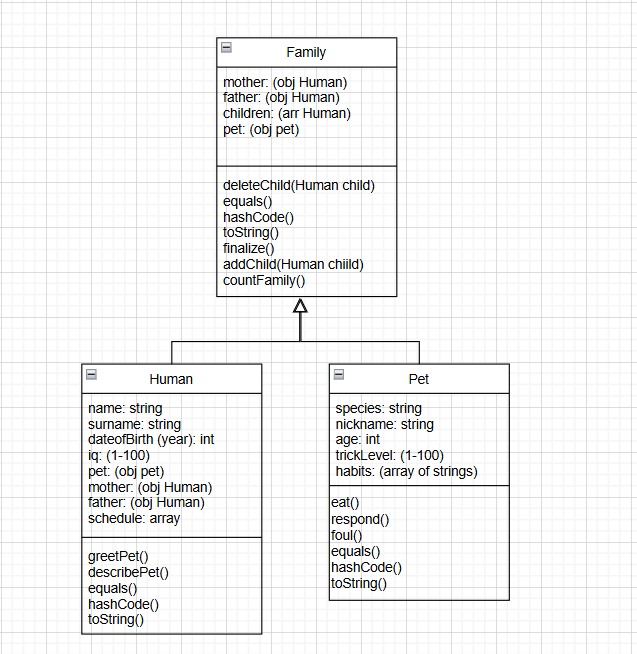 Family
mother: (obj Human)
father: (obj Human)
children: (arr Human)
pet: (obj pet)
deleteChild(Human child)
equals()
hashCode()
toString()
finalize()
addChild(Human chiild)
countFamily()
Human
name: string
surname: string
dateofBirth (year): int
iq: (1-100)
pet: (obj pet)
mother: (obj Human)
father: (obj Human)
schedule: array
greetPet()
describePet()
equals()
hashCode()
toString()
Pet
species: string
nickname: string
age: int
trickLevel: (1-100)
habits: (array of strings)
eat()
respond()
foul()
equals()
hashCode()
toString()